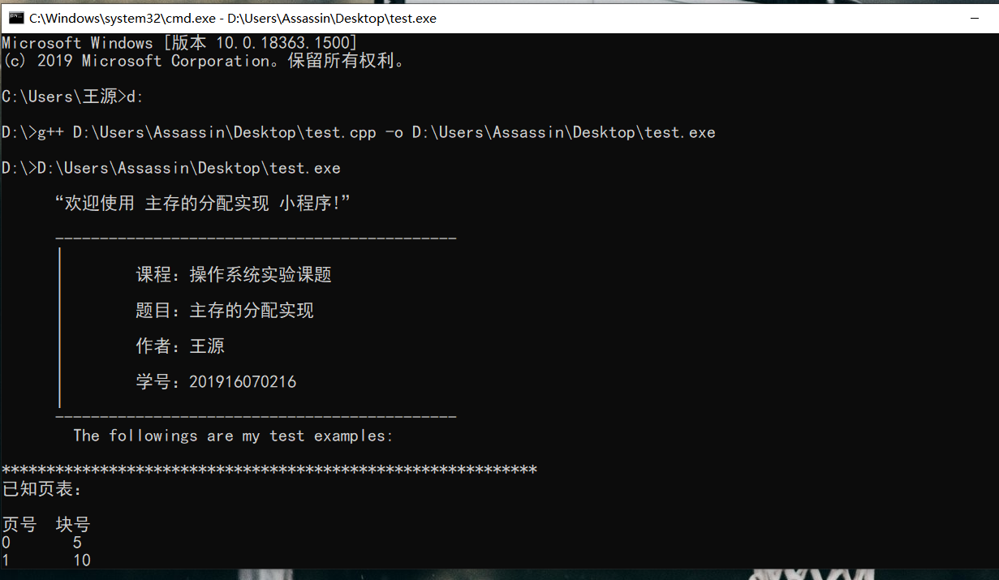 C:\Windows\system32\cmd.exe - D:\Users\Assassin\Desktop\test.exe
Microsoft Windows [版本 10.0.18363.1500]
(c) 2019 Microsoft Corporation。保留所有权利。
C:\Users\王源>d:
D:\>g++ D:\Users\Assassin\Desktop\test.cpp -o D:\Users\Assassin\Desktop\test.exe
D:\>D:\Users\Assassin\Desktop\test.exe
“欢迎使用 主存的分配实现 小程序!”
---------------------------------------------
课程：操作系统实验课题
题目：主存的分配实现
作者：王源
学号：201916070216
---------------------------------------------
The followings are my test examples:
************************************************************
已知页表：
页号 块号
0 5
1 10